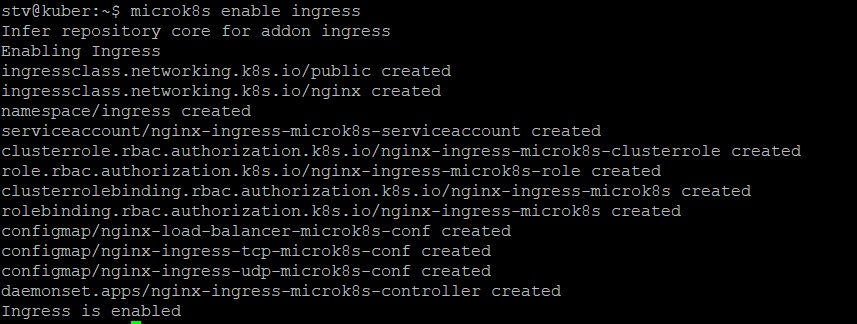 stv@kuber:~$ microk8s enable ingress
Infer repository core for addon ingress
Enabling Ingress
ingressclass.networking.k8s.io/public created
ingressclass.networking.k8s.io/nginx created
namespace/ingress created
serviceaccount/nginx-ingress-microk8s-serviceaccount created
clusterrole.rbac.authorization.k8s.io/nginx-ingress-microk8s-clusterrole created
role.rbac.authorization.k8s.io/nginx-ingress-microk8s-role created
clusterrolebinding.rbac.authorization.k8s.io/nginx-ingress-microk8s created
rolebinding.rbac.authorization.k8s.io/nginx-ingress-microk8s created
configmap/nginx-load-balancer-microk8s-conf created
configmap/nginx-ingress-tcp-microk8s-conf created
configmap/nginx-ingress-udp-microk8s-conf created
daemonset.apps/nginx-ingress-microk8s-controller created
Ingress is enabled